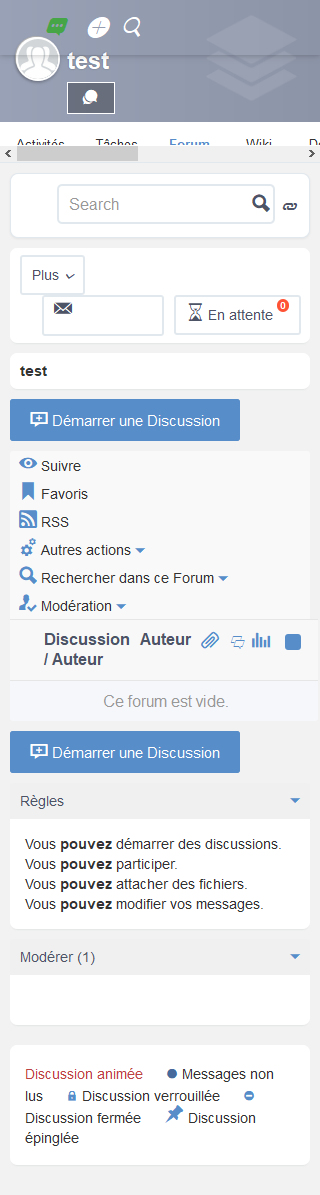 test
Activités Tâches Forum Wiki
Search
Plus
En attente 0
test
Démarrer une Discussion
Suivre
Favoris
RSS
Autres actions
Rechercher dans ce Forum
Modération
Discussion Auteur
/ Auteur
Ce forum est vide.
Démarrer une Discussion
Règles
Vous pouvez démarrer des discussions.
Vous pouvez participer.
Vous pouvez attacher des fichiers.
Vous pouvez modifier vos messages.
Modérer (1)
Discussion animée Messages non
lus Discussion verrouillée
Discussion fermée Discussion
épinglée